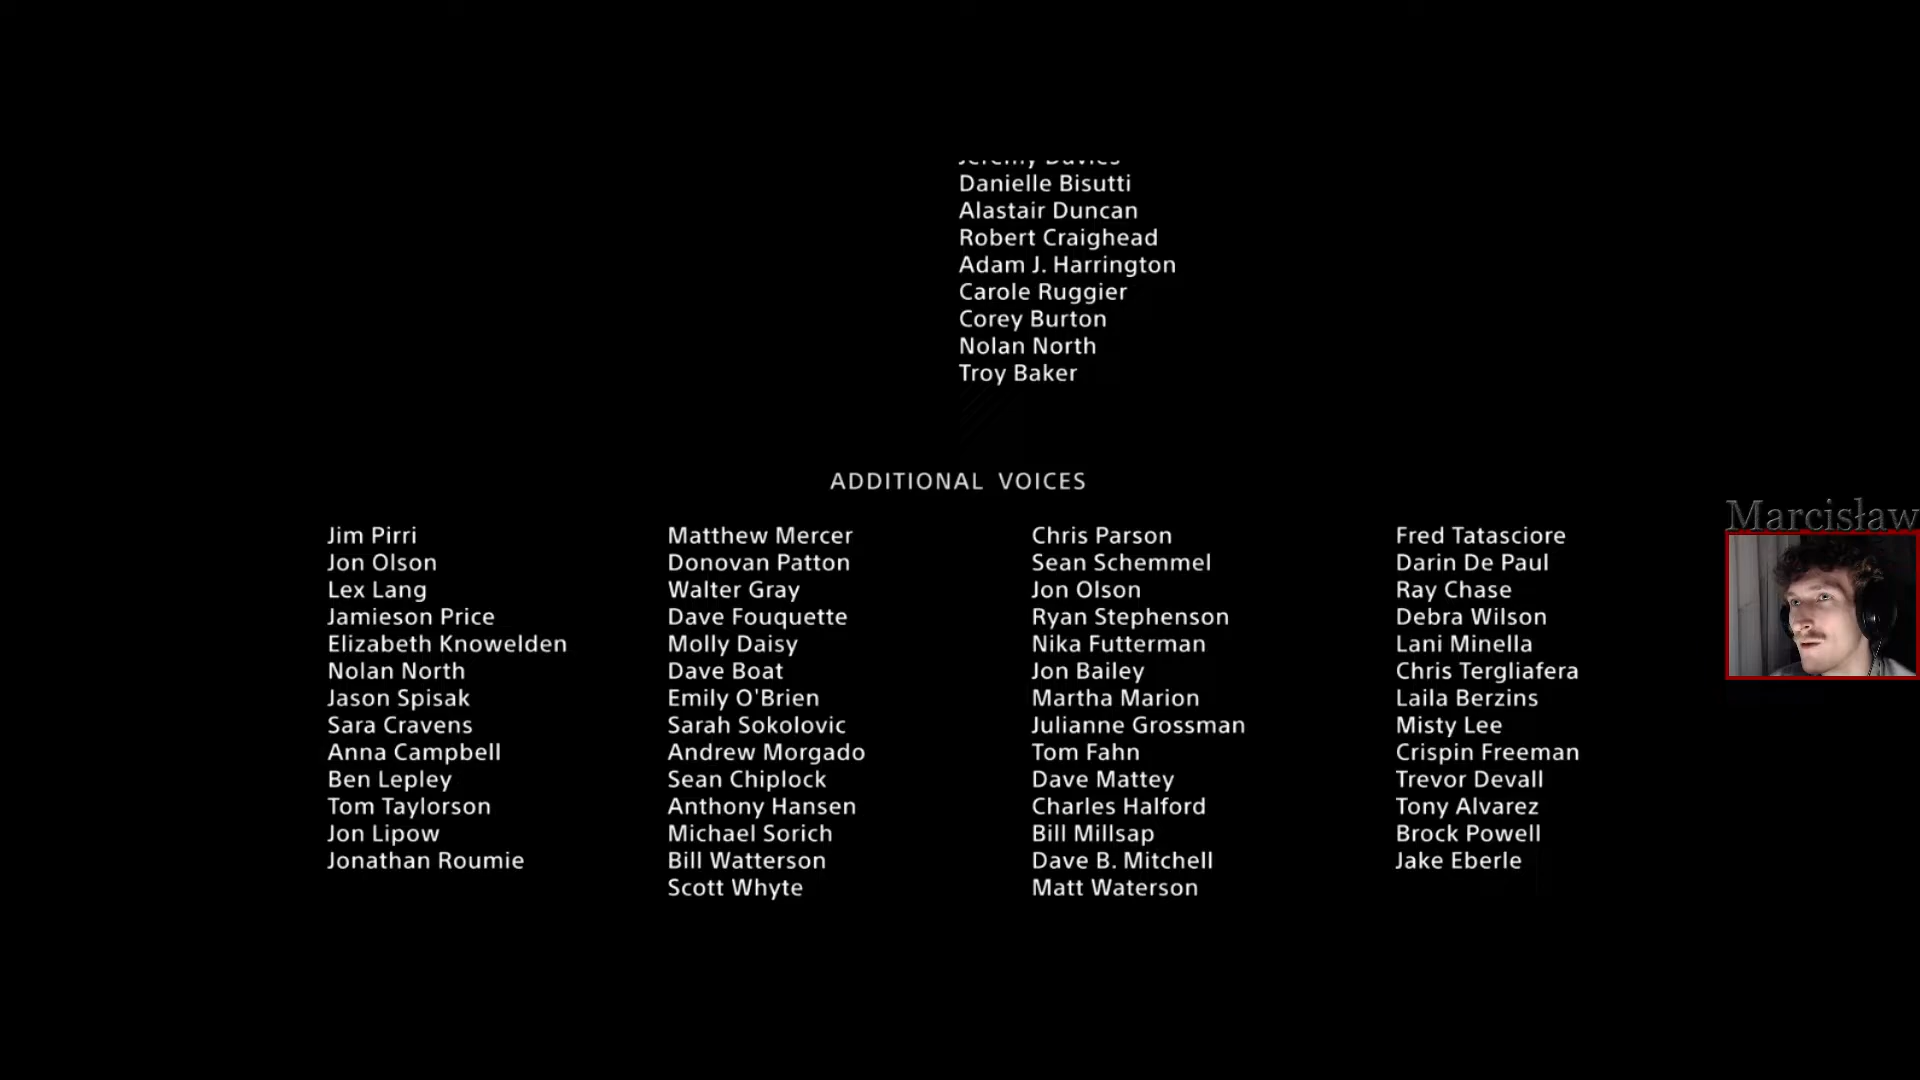 Jeremy Davies
Danielle Bisutti
Alastair Duncan
Robert Craighead
Adam J. Harrington
Carole Ruggier
Corey Burton
Nolan North
Troy Baker
ADDITIONAL VOICES
Jim Pirri
Jon Olson
Lex Lang
Jamieson Price
Elizabeth Knowelden
Nolan North
Jason Spisak
Sara Cravens
Anna Campbell
Ben Lepley
Tom Taylorson
Jon Lipow
Jonathan Roumie
Matthew Mercer
Donovan Patton
Walter Gray
Dave Fouquette
Molly Daisy
Dave Boat
Emily O'Brien
Sarah Sokolovic
Andrew Morgado
Sean Chiplock
Anthony Hansen
Michael Sorich
Bill Watterson
Scott Whyte
Chris Parson
Sean Schemmel
Jon Olson
Ryan Stephenson
Nika Futterman
Jon Bailey
Martha Marion
Julianne Grossman
Tom Fahn
Dave Mattey
Charles Halford
Bill Millsap
Dave B. Mitchell
Matt Waterson
Fred Tatasciore
Darin De Paul
Ray Chase
Debra Wilson
Lani Minella
Chris Tergliafera
Laila Berzins
Misty Lee
Crispin Freeman
Trevor Devall
Tony Alvarez
Brock Powell
Jake Eberle
Marcisław